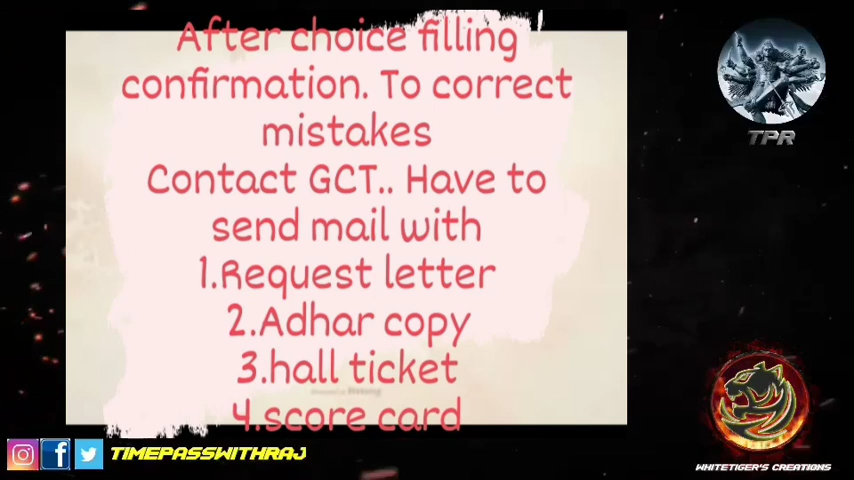 After choice filling
confirmation. To correct
mistakes
Contact GCT.. Have to
send mail with
1.Request letter
2.Adhar copy
3.hall ticket
4.score card
TPR
TIMEPASSWITHRAJ
WHITETIGER'S CREATIONS